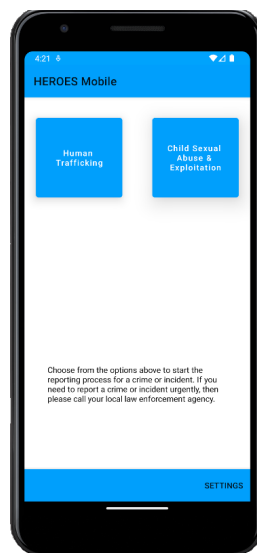 4:21
HEROES Mobile
Human
Trafficking
Child Sexual
Abuse &
Exploitation
Choose from the options above to start the
reporting process for a crime or incident. If you
need to report a crime or incident urgently, then
please call your local law enforcement agency.
SETTINGS